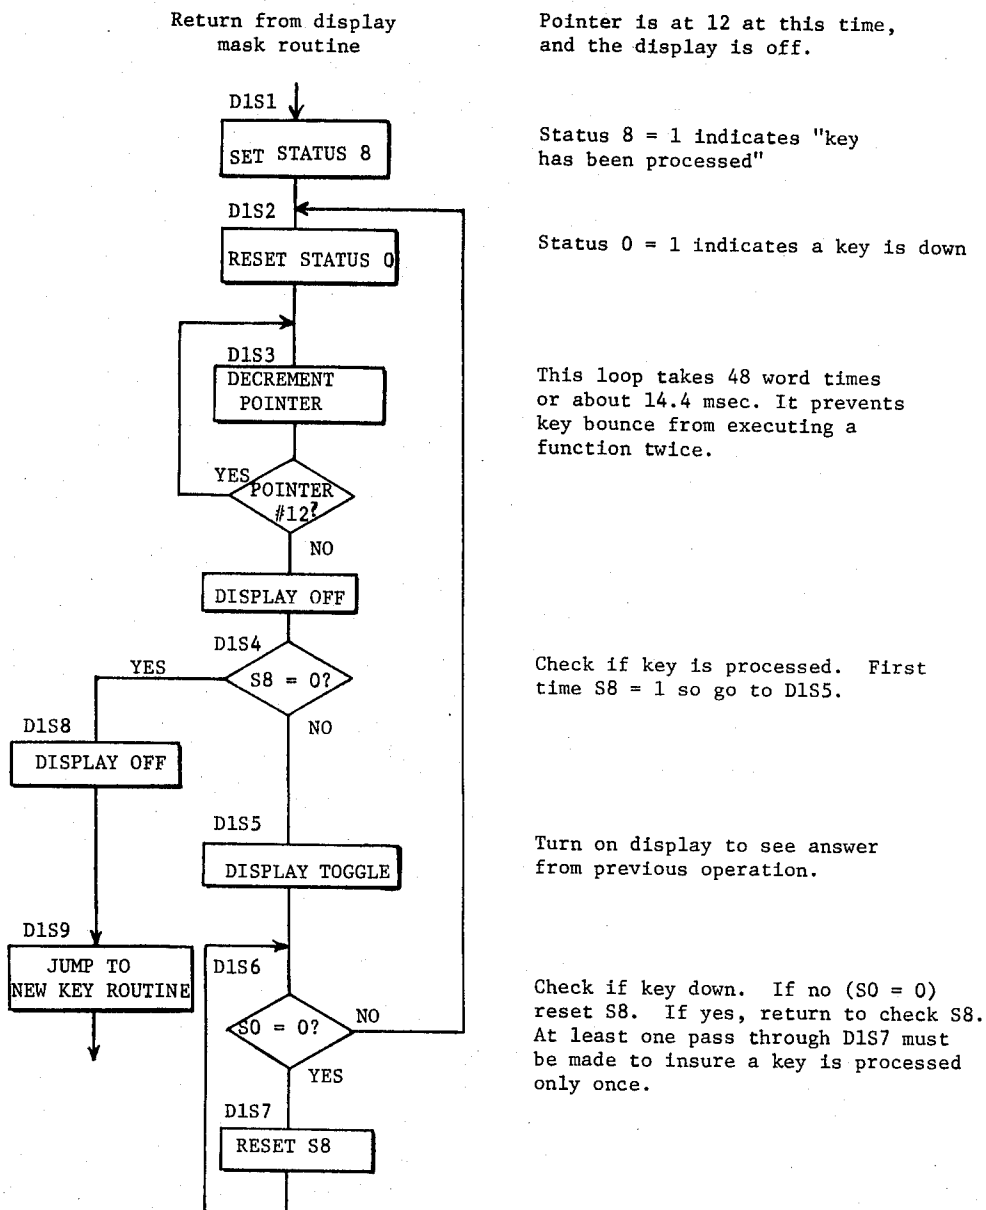 Return from display
mask routine
Pointer is at 12 at this time,
and the display is off.
D1S1
SET STATUS 8
Status 8 = 1 indicates "key
has been processed"
D1S2
RESET STATUS 0
Status 0 = 1 indicates a key is down
D1S3
DECREMENT
POINTER
This loop takes 48 word times
or about 14.4 msec. It prevents
key bounce from executing a
function twice.
YES
POINTER
#12?
NO
DISPLAY OFF
D1S4
YES
S8 = 0?
NO
Check if key is processed. First
time S8 = 1 so go to D1S5.
D1S8
DISPLAY OFF
D1S5
DISPLAY TOGGLE
Turn on display to see answer
from previous operation.
D1S9
JUMP TO
NEW KEY ROUTINE
D1S6
S0 = 0?
NO
YES
Check if key down. If no (S0 = 0)
reset S8. If yes, return to check S8.
At least one pass through D1S7 must
be made to insure a key is processed
only once.
D1S7
RESET S8